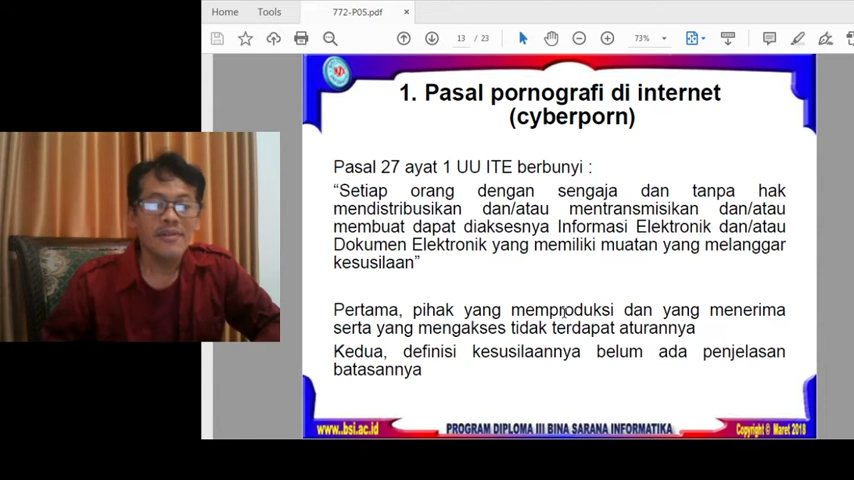 Home Tools 772-P05.pdf ×
13 / 23 73%
1. Pasal pornografi di internet
(cyberporn)
Pasal 27 ayat 1 UU ITE berbunyi :
“Setiap orang dengan sengaja dan tanpa hak
mendistribusikan dan/atau mentransmisikan dan/atau
membuat dapat diaksesnya Informasi Elektronik dan/atau
Dokumen Elektronik yang memiliki muatan yang melanggar
kesusilaan”
Pertama, pihak yang memproduksi dan yang menerima
serta yang mengakses tidak terdapat aturannya
Kedua, definisi kesusilaannya belum ada penjelasan
batasannya
www..bsi.ac.id PROGRAM DIPLOMA III BINA SARANA INFORMATIKA Copyright © Maret 2018